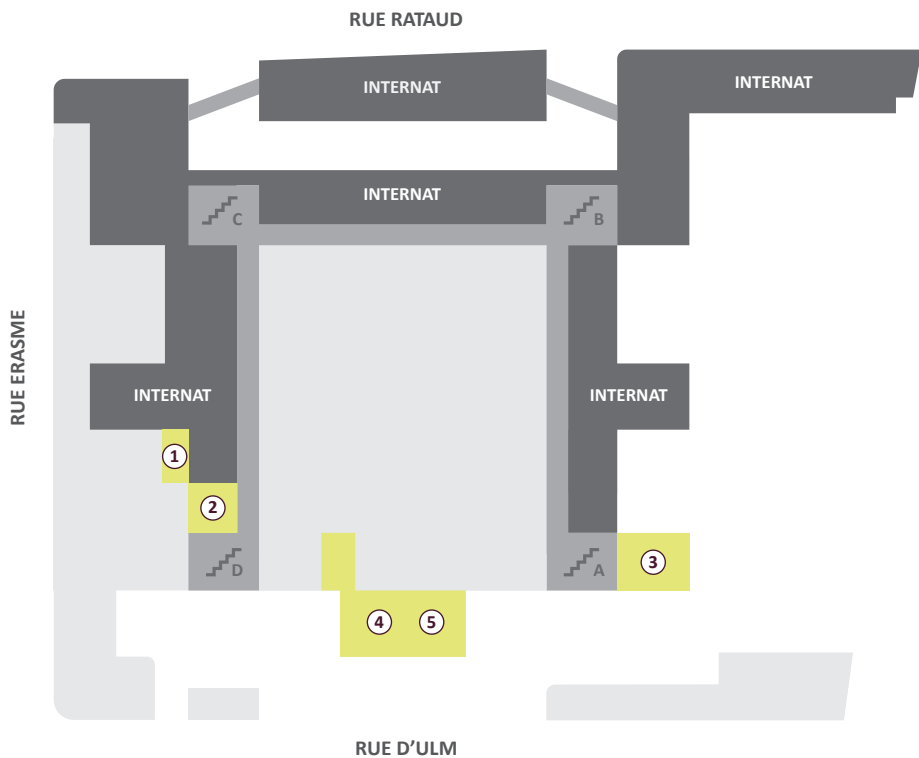 RUE RATAUD
INTERNAT
INTERNAT
INTERNAT
C
B
RUE ERASME
INTERNAT
INTERNAT
1
2
D
A
3
4
5
RUE D'ULM